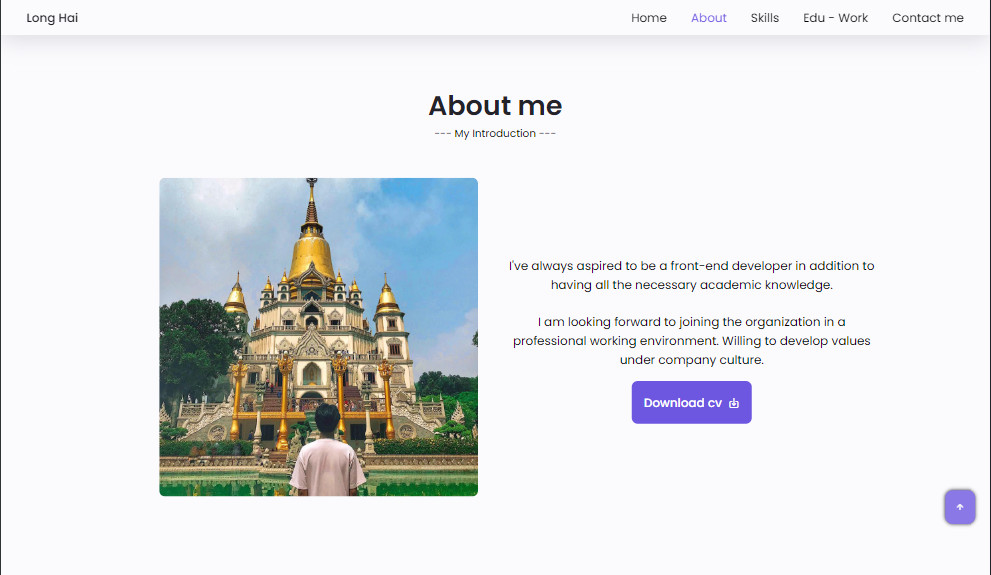 Long Hai
Home About Skills Edu - Work Contact me
About me
--- My Introduction ---
I've always aspired to be a front-end developer in addition to
having all the necessary academic knowledge.
I am looking forward to joining the organization in a
professional working environment. Willing to develop values
under company culture.
Download cv